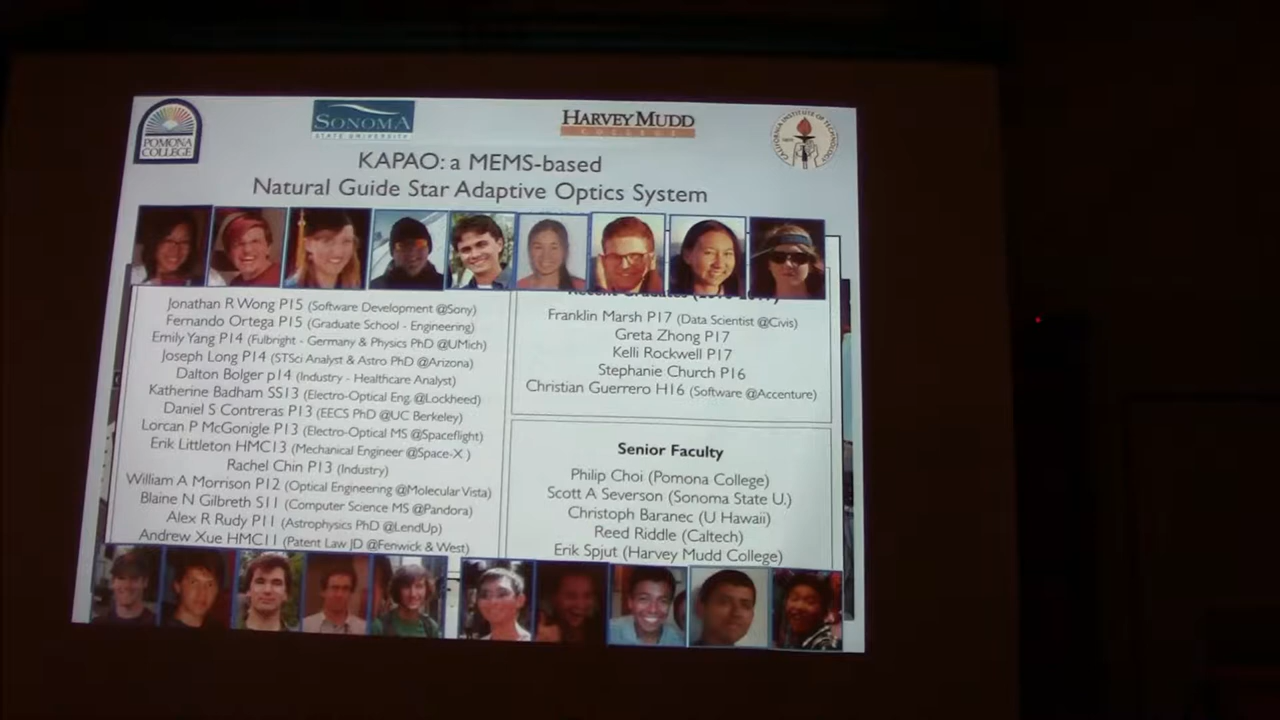 POMONA
COLLEGE
SONOMA
STATE UNIVERSITY
HARVEY MUDD
COLLEGE
CALIFORNIA INSTITUTE OF TECHNOLOGY
KAPAO: a MEMS-based
Natural Guide Star Adaptive Optics System
Jonathan R Wong P15 (Software Development @Sony)
Fernando Ortega P15 (Graduate School - Engineering)
Emily Yang P14 (Fulbright - Germany & Physics PhD @UMich)
Joseph Long P14 (STSci Analyst & Astro PhD @Arizona)
Dalton Bolger p14 (Industry - Healthcare Analyst)
Katherine Badham SS13 (Electro-Optical Eng. @Lockheed)
Daniel S Contreras P13 (EECS PhD @UC Berkeley)
Lorcan P McGonigle P13 (Electro-Optical MS @Spaceflight)
Erik Littleton HMC13 (Mechanical Engineer @Space-X )
Rachel Chin P13 (Industry)
William A Morrison P12 (Optical Engineering @Molecular Vista)
Blaine N Gilbreth S11 (Computer Science MS @Pandora)
Alex R Rudy P11 (Astrophysics PhD @LendUp)
Andrew Xue HMC11 (Patent Law JD @Fenwick & West)
Franklin Marsh P17 (Data Scientist @Civis)
Greta Zhong P17
Kelli Rockwell P17
Stephanie Church P16
Christian Guerrero H16 (Software @Accenture)
Senior Faculty
Philip Choi (Pomona College)
Scott A Severson (Sonoma State U.)
Christoph Baranec (U Hawaii)
Reed Riddle (Caltech)
Erik Spjut (Harvey Mudd College)